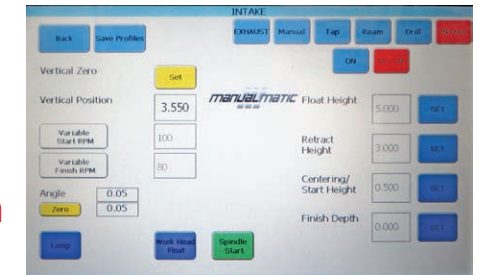 INTAKE
Back
Save Profiles
EXHAUST
Manual
Tap
Ream
Drill
ON
Vertical Zero
Set
Vertical Position
3.550
manualmatic
Float Height
5.000
SET
Variable
Start RPM
100
Retract
Height
3.000
SET
Variable
Finish RPM
80
Centering/
Start Height
0.500
SET
Angle
0.05
Zero
0.05
Finish Depth
0.000
SET
Lamp
Work Head
Float
Spindle
Start